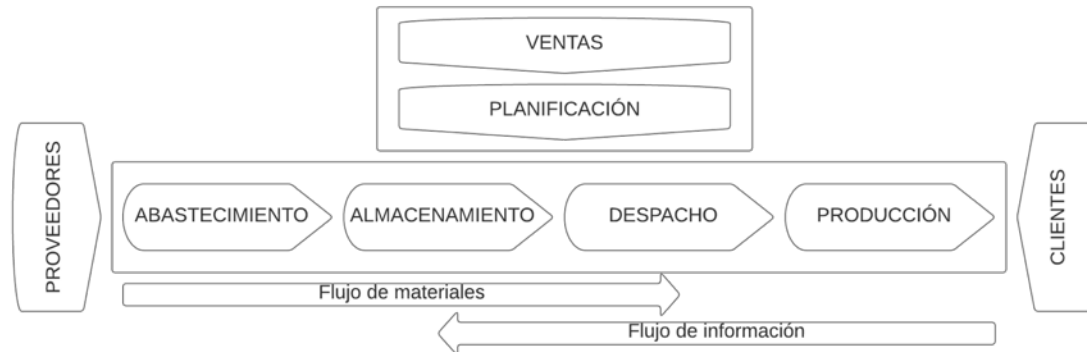 VENTAS
PLANIFICACIÓN
PROVEEDORES
ABASTECIMIENTO
ALMACENAMIENTO
DESPACHO
PRODUCCIÓN
CLIENTES
Flujo de materiales
Flujo de información